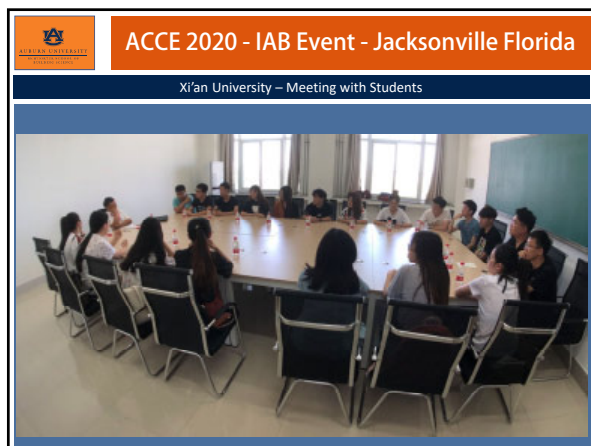 AUBURN UNIVERSITY
ACCE 2020 - IAB Event - Jacksonville Florida
Xi'an University – Meeting with Students